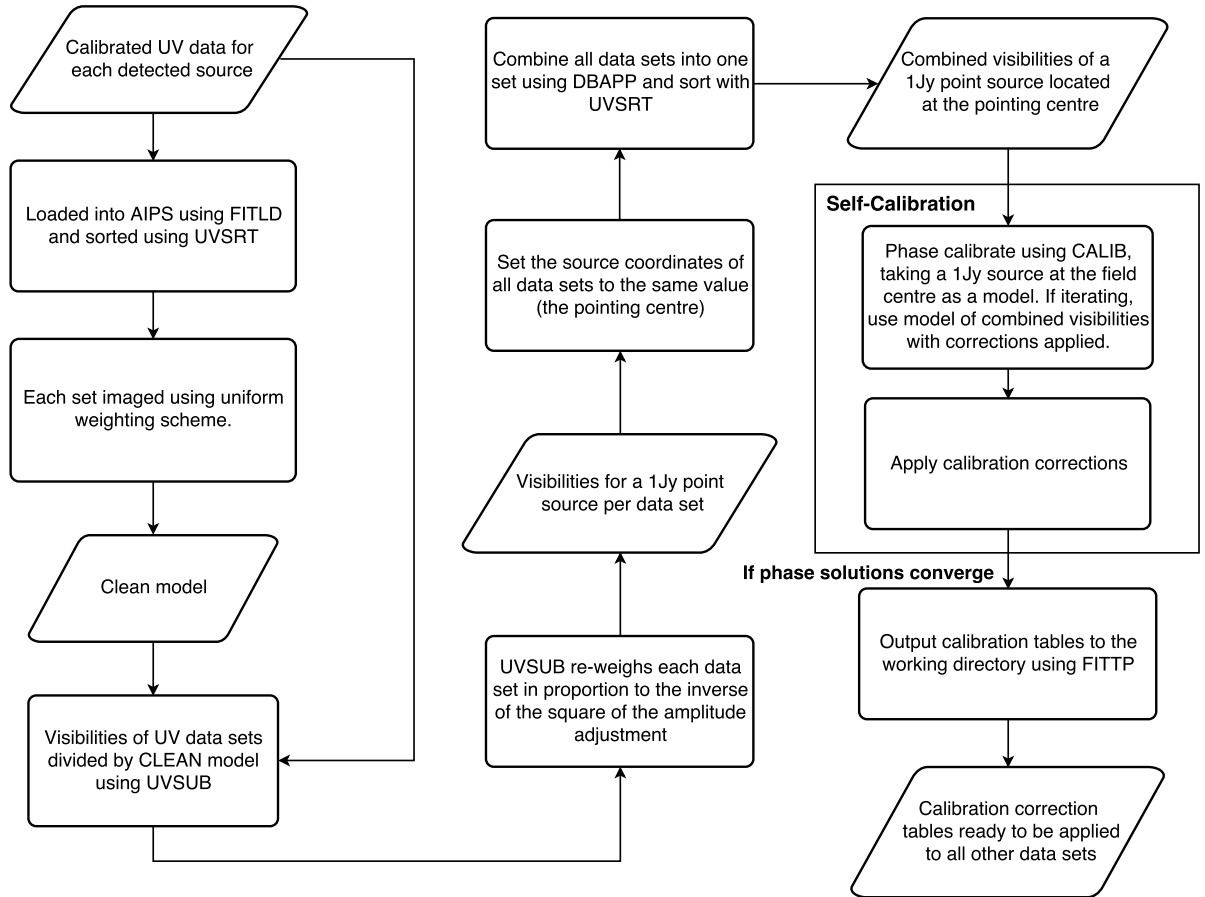 Calibrated UV data for
each detected source
Loaded into AIPS using FITLD
and sorted using UVSRT
Each set imaged using uniform
weighting scheme.
Clean model
Visibilities of UV data sets
divided by CLEAN model
using UVSUB
UVSUB re-weighs each data
set in proportion to the inverse
of the square of the amplitude
adjustment
Visibilities for a 1Jy point
source per data set
Set the source coordinates of
all data sets to the same value
(the pointing centre)
Combine all data sets into one
set using DBAPP and sort with
UVSRT
Combined visibilities of a
1Jy point source located
at the pointing centre
Self-Calibration
Phase calibrate using CALIB,
taking a 1Jy source at the field
centre as a model. If iterating,
use model of combined visibilities
with corrections applied.
Apply calibration corrections
If phase solutions converge
Output calibration tables to the
working directory using FITTP
Calibration correction
tables ready to be applied
to all other data sets